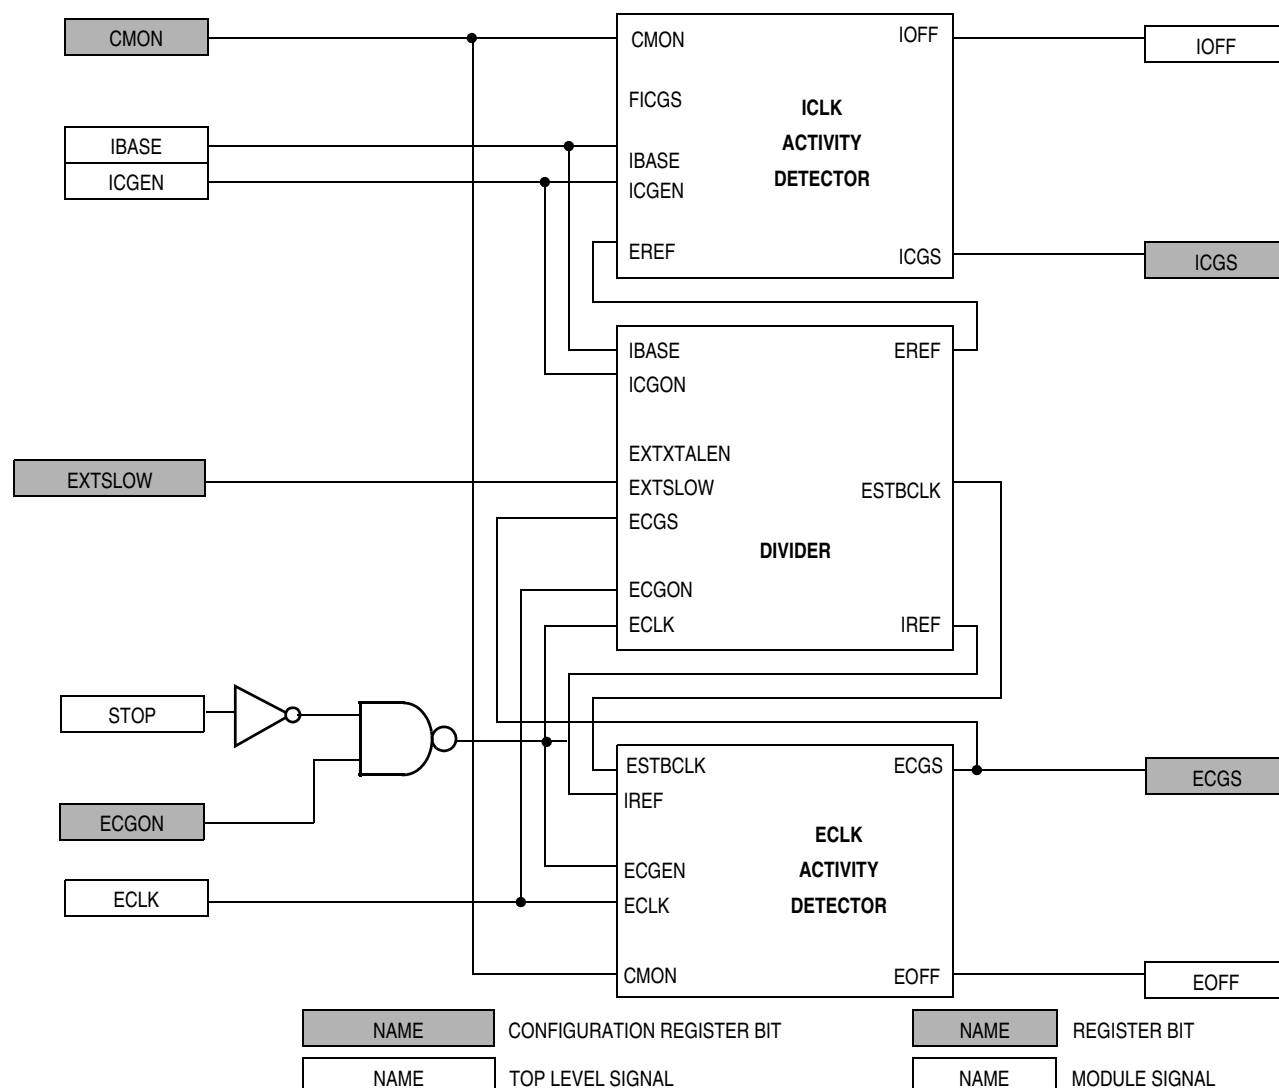 CMON
IBASE
ICGEN
EXTSLOW
STOP
ECGON
ECLK
CMON
FICGS
IBASE
ICGEN
EREF
ICLK
ACTIVITY
DETECTOR
IOFF
ICGS
IBASE
ICGON
EXTXTALEN
EXTSLOW
ECGS
ECGON
ECLK
DIVIDER
EREF
ESTBCLK
IREF
ESTBCLK
IREF
ECGEN
ECLK
CMON
ECLK
ACTIVITY
DETECTOR
ECGS
EOFF
IOFF
ICGS
ECGS
EOFF
NAME CONFIGURATION REGISTER BIT
NAME REGISTER BIT
NAME TOP LEVEL SIGNAL
NAME MODULE SIGNAL